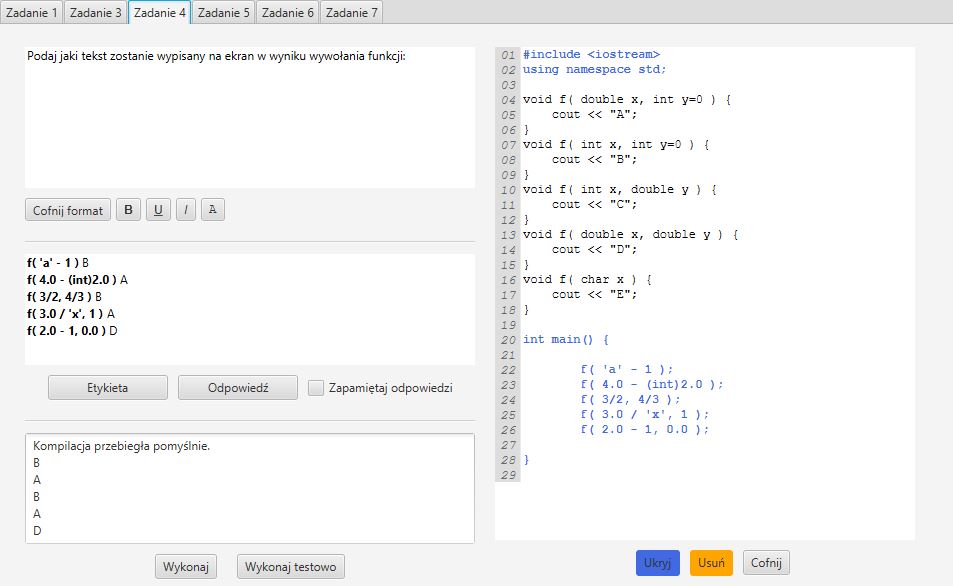 Zadanie 1 Zadanie 3 Zadanie 4 Zadanie 5 Zadanie 6 Zadanie 7
Podaj jaki tekst zostanie wypisany na ekran w wyniku wywołania funkcji:
Cofnij format B U I A
f( 'a' - 1 ) B
f( 4.0 - (int)2.0 ) A
f( 3/2, 4/3 ) B
f( 3.0 / 'x', 1 ) A
f( 2.0 - 1, 0.0 ) D
Etykieta Odpowiedź Zapamiętaj odpowiedzi
Kompilacja przebiegła pomyślnie.
B
A
B
A
D
Wykonaj Wykonaj testowo
01 #include <iostream>
02 using namespace std;
03
04 void f( double x, int y=0 ) {
05     cout << "A";
06 }
07 void f( int x, int y=0 ) {
08     cout << "B";
09 }
10 void f( int x, double y ) {
11     cout << "C";
12 }
13 void f( double x, double y ) {
14     cout << "D";
15 }
16 void f( char x ) {
17     cout << "E";
18 }
19
20 int main() {
21
22         f( 'a' - 1 );
23         f( 4.0 - (int)2.0 );
24         f( 3/2, 4/3 );
25         f( 3.0 / 'x', 1 );
26         f( 2.0 - 1, 0.0 );
27
28 }
29
Ukryj Usuń Cofnij